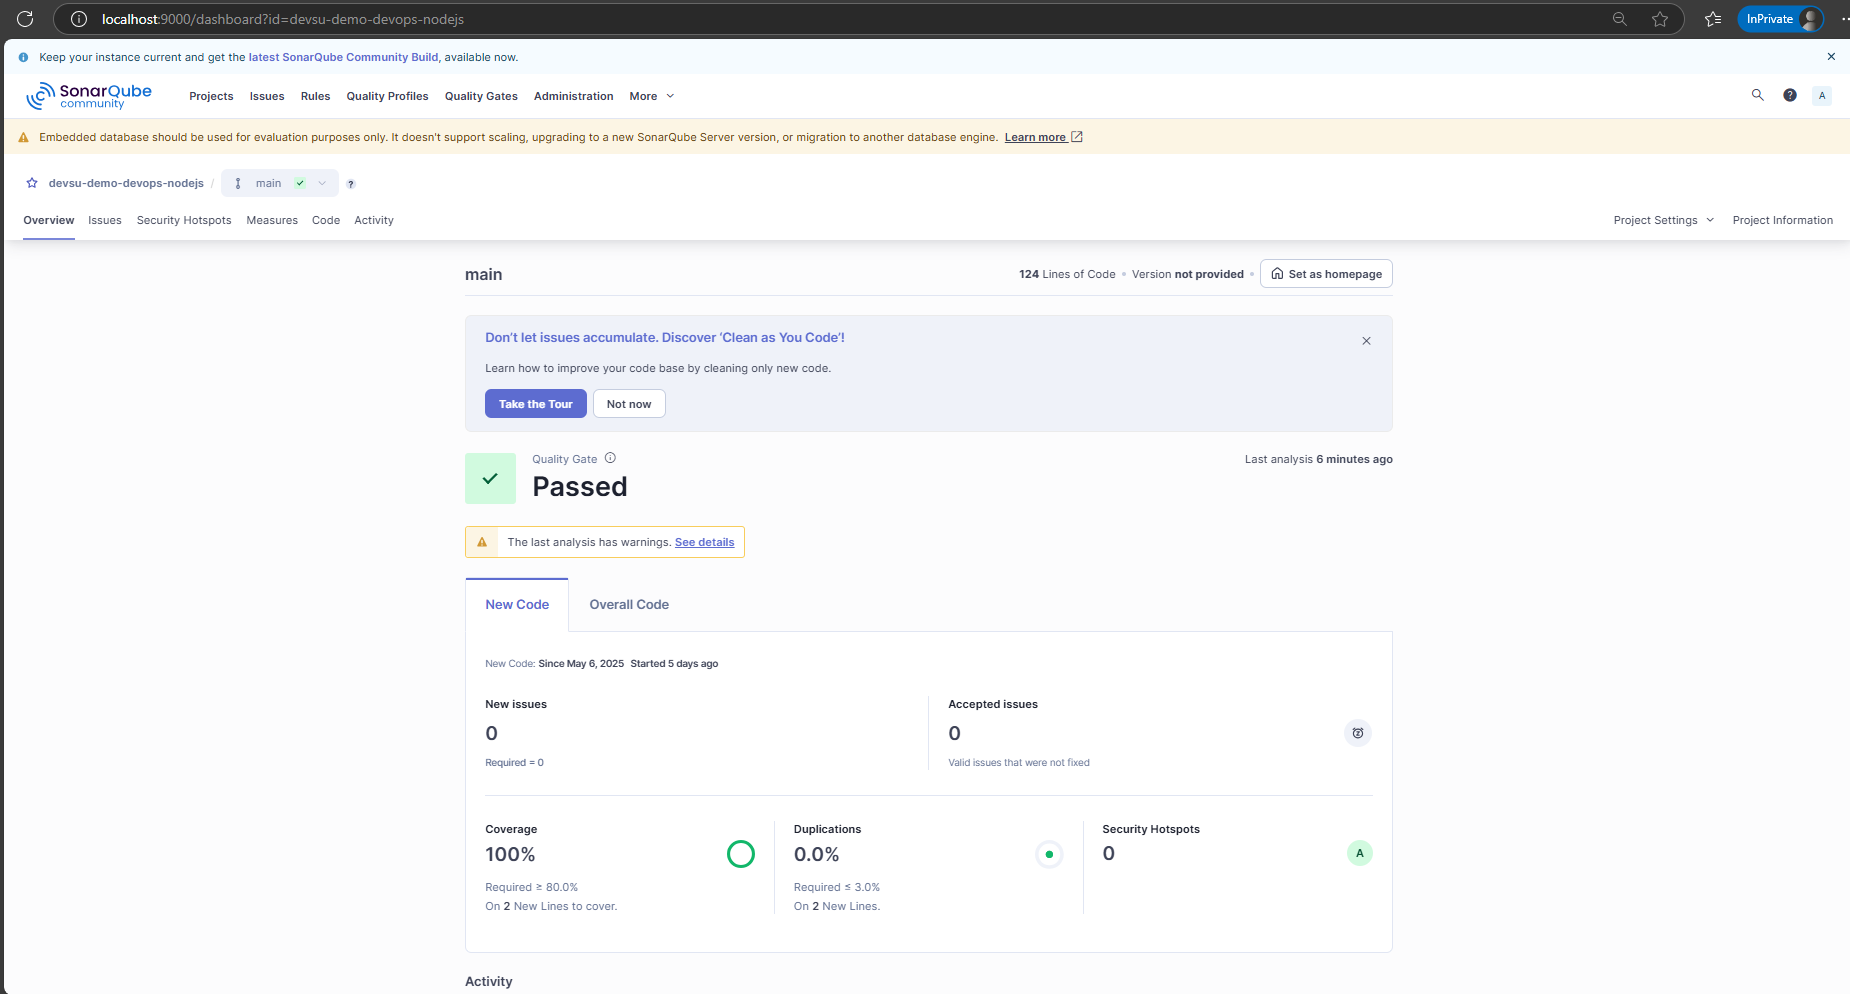 localhost:9000/dashboard?id=devsu-demo-devops-nodejs
InPrivate
Keep your instance current and get the latest SonarQube Community Build, available now.
SonarQube community
Projects Issues Rules Quality Profiles Quality Gates Administration More
A
Embedded database should be used for evaluation purposes only. It doesn't support scaling, upgrading to a new SonarQube Server version, or migration to another database engine. Learn more
devsu-demo-devops-nodejs / main ?
Overview Issues Security Hotspots Measures Code Activity Project Settings Project Information
main 124 Lines of Code • Version not provided • Set as homepage
Don't let issues accumulate. Discover ‘Clean as You Code’!
Learn how to improve your code base by cleaning only new code.
Take the Tour Not now
Quality Gate
Passed
Last analysis 6 minutes ago
The last analysis has warnings. See details
New Code Overall Code
New Code: Since May 6, 2025 Started 5 days ago
New issues
0
Required = 0
Accepted issues
0
Valid issues that were not fixed
Coverage
100%
Required ≥ 80.0%
On 2 New Lines to cover.
Duplications
0.0%
Required ≤ 3.0%
On 2 New Lines.
Security Hotspots
0
A
Activity